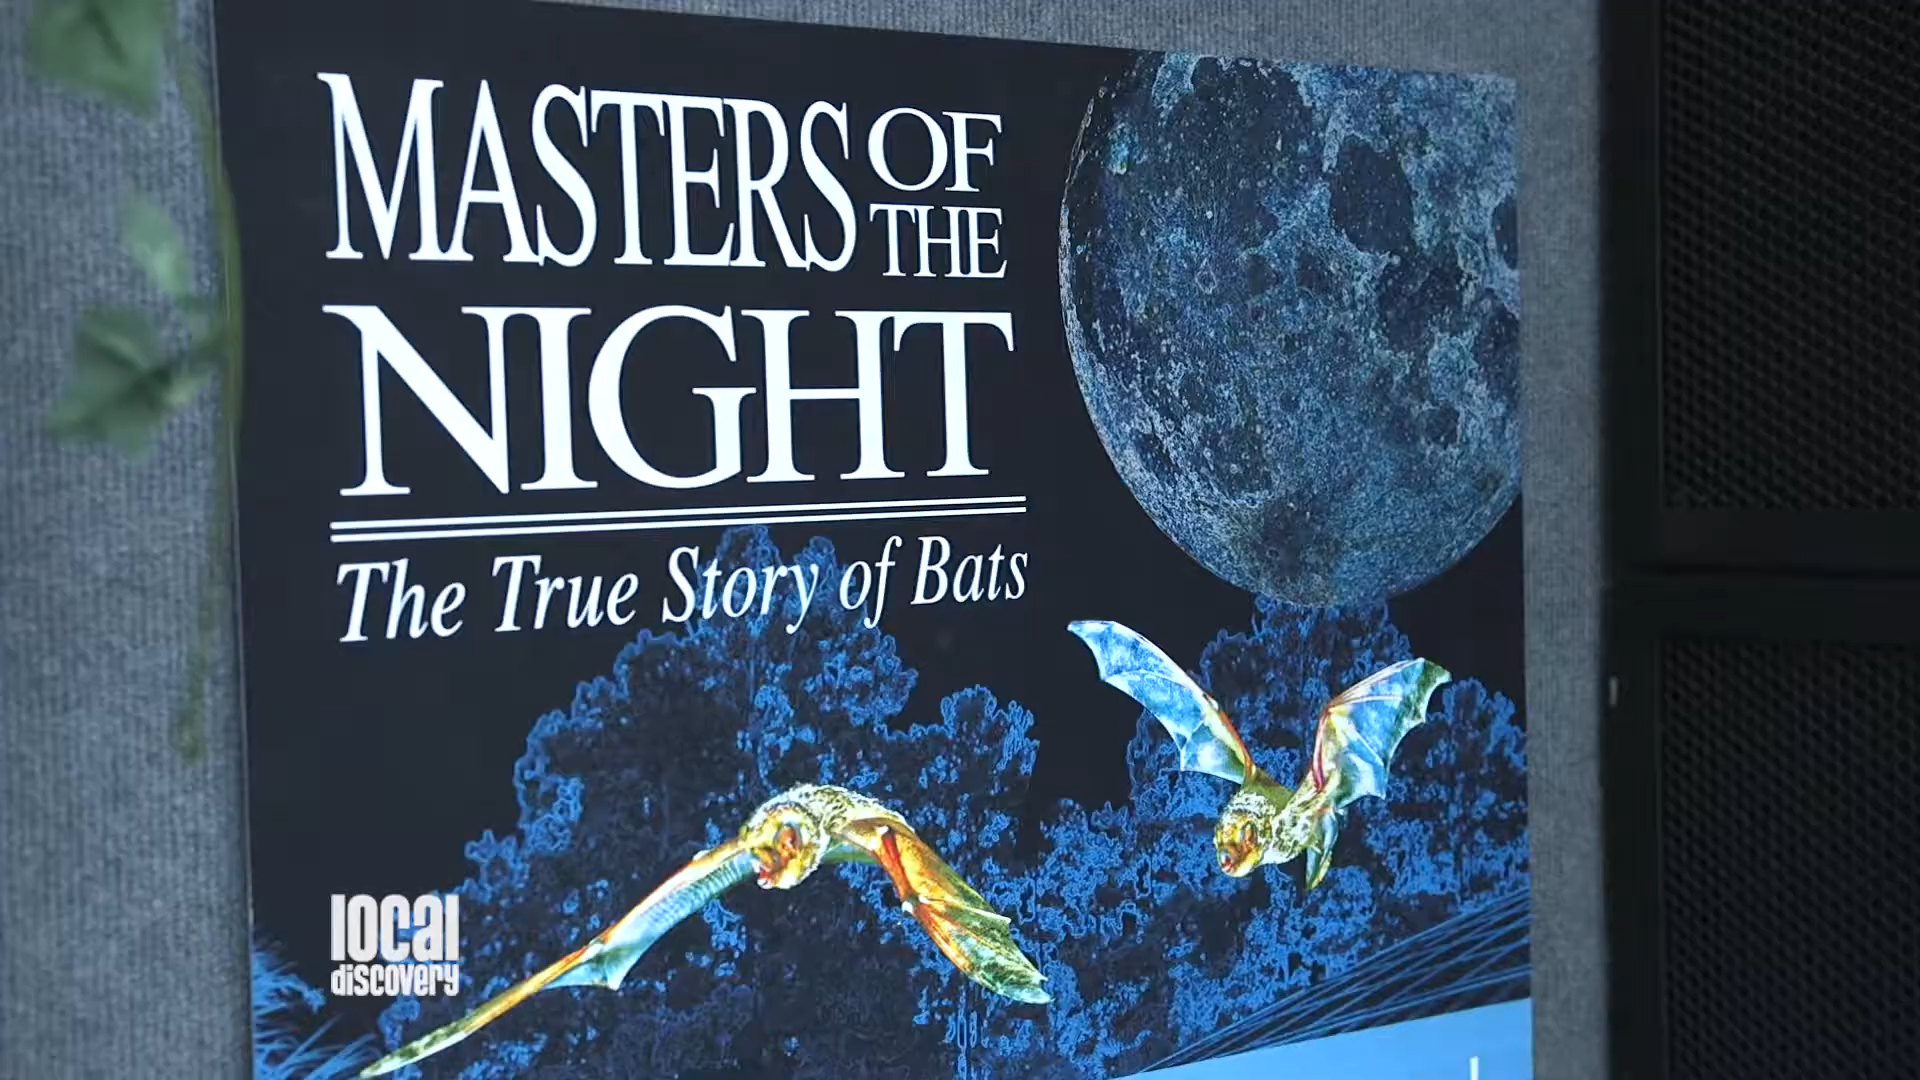 MASTERS OF THE
NIGHT
The True Story of Bats
local
discovery